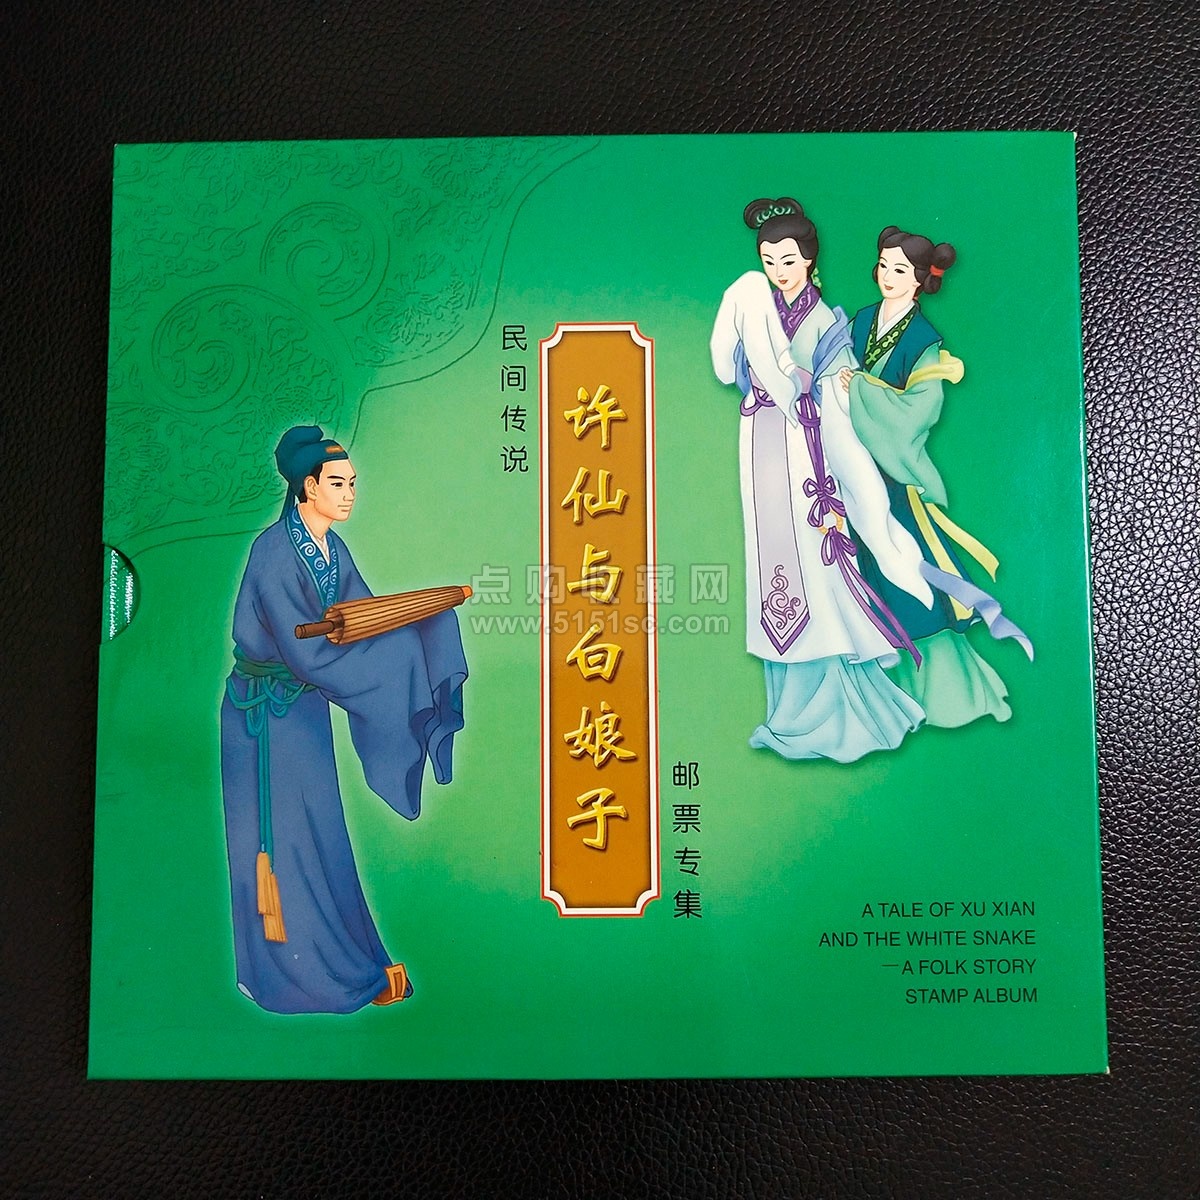 民间传说
许仙与白娘子
邮票专集
点购收藏网
www.5151sc.com
A TALE OF XU XIAN
AND THE WHITE SNAKE
—A FOLK STORY
STAMP ALBUM